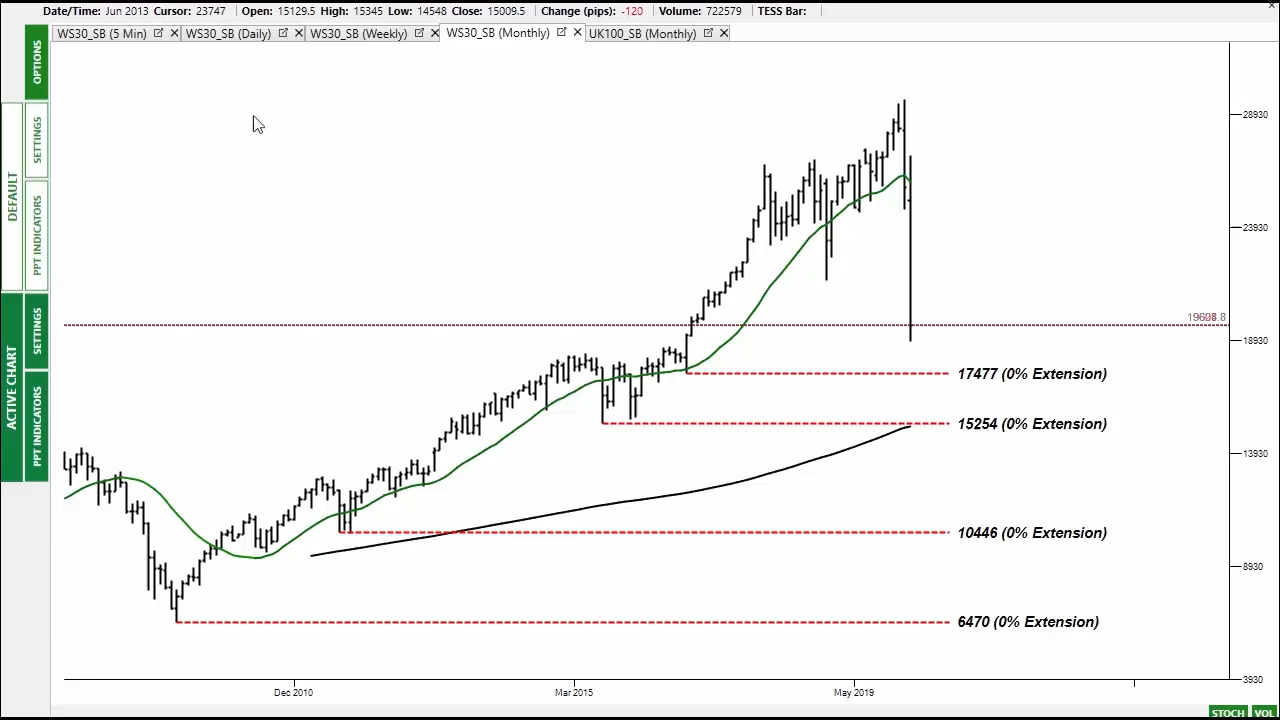 Date/Time: Jun 2013 Cursor: 23747 Open: 15129.5 High: 15345 Low: 14548 Close: 15009.5 Change (pips): -120 Volume: 722579 TESS Bar:
WS30_SB (5 Min) WS30_SB (Daily) WS30_SB (Weekly) WS30_SB (Monthly) UK100_SB (Monthly)
OPTIONS
SETTINGS
DEFAULT
PPT INDICATORS
SETTINGS
ACTIVE CHART
PPT INDICATORS
28930
23930
18930
17477 (0% Extension)
15254 (0% Extension)
13930
10446 (0% Extension)
8930
6470 (0% Extension)
3930
Dec 2010 Mar 2015 May 2019
STOCH VOL